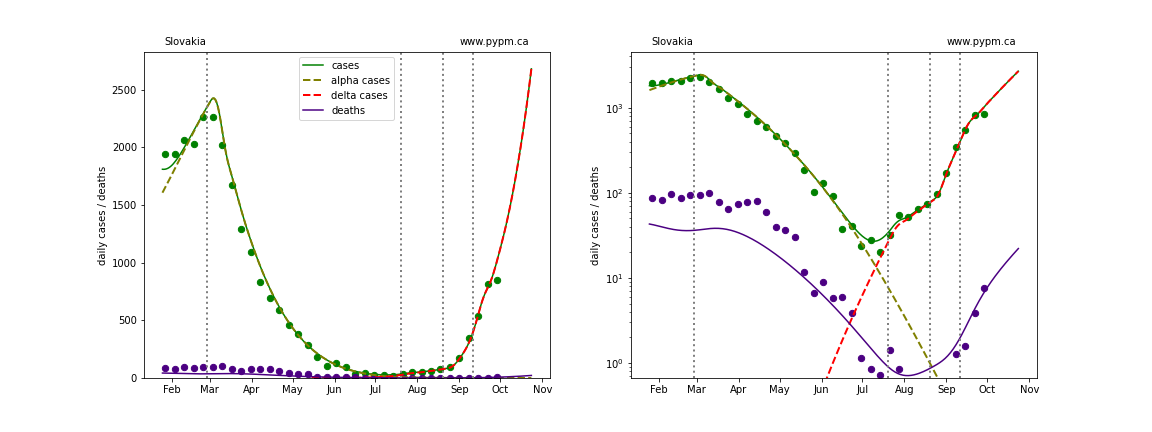 Slovakia www.pypm.ca
cases
alpha cases
delta cases
deaths
daily cases / deaths
2500
2000
1500
1000
500
0
Feb Mar Apr May Jun Jul Aug Sep Oct Nov
Slovakia www.pypm.ca
daily cases / deaths
10³
10²
10¹
10⁰
Feb Mar Apr May Jun Jul Aug Sep Oct Nov